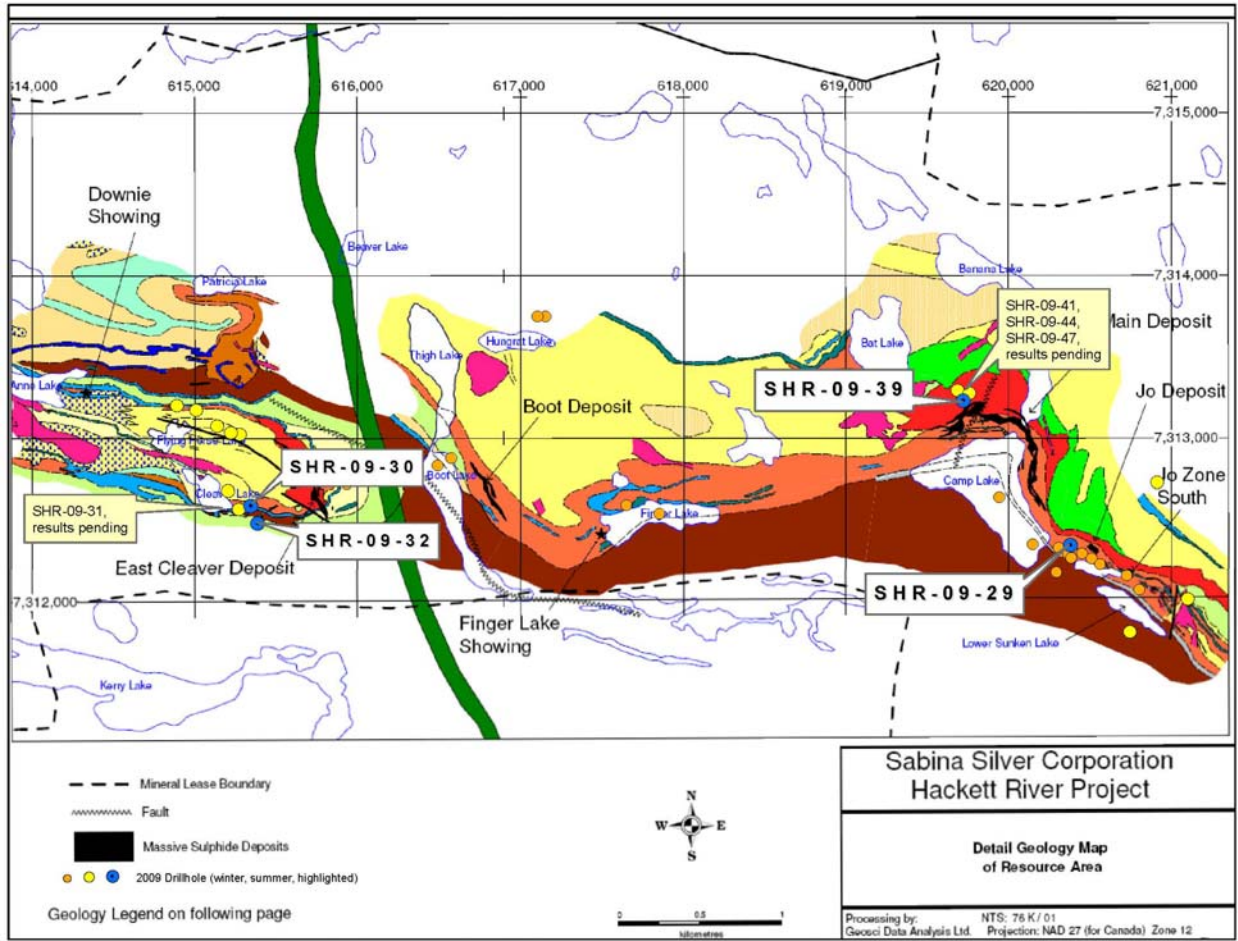 614,000
615,000
616,000
617,000
618,000
619,000
620,000
621,000
7,315,000
Downie
Showing
Beaver Lake
Patricia Lake
Banana Lake
7,314,000
SHR-09-41,
SHR-09-44,
SHR-09-47,
results pending
Main Deposit
Thigh Lake
Hungrat Lake
Bat Lake
Anne Lake
SHR-09-39
Jo Deposit
Boot Deposit
Flying Horse Lake
7,313,000
SHR-09-30
Boot Lake
Camp Lake
Jo Zone
South
Cleaver Lake
SHR-09-31,
results pending
Finger Lake
SHR-09-32
East Cleaver Deposit
SHR-09-29
7,312,000
Finger Lake
Showing
Lower Sunken Lake
Kerry Lake
Mineral Lease Boundary
Fault
Massive Sulphide Deposits
2009 Drillhole (winter, summer, highlighted)
Geology Legend on following page
N
W E
S
0 0.5 1
kilometres
Sabina Silver Corporation
Hackett River Project
Detail Geology Map
of Resource Area
Processing by: NTS: 76 K / 01
Geosci Data Analysis Ltd. Projection: NAD 27 (for Canada) Zone 12